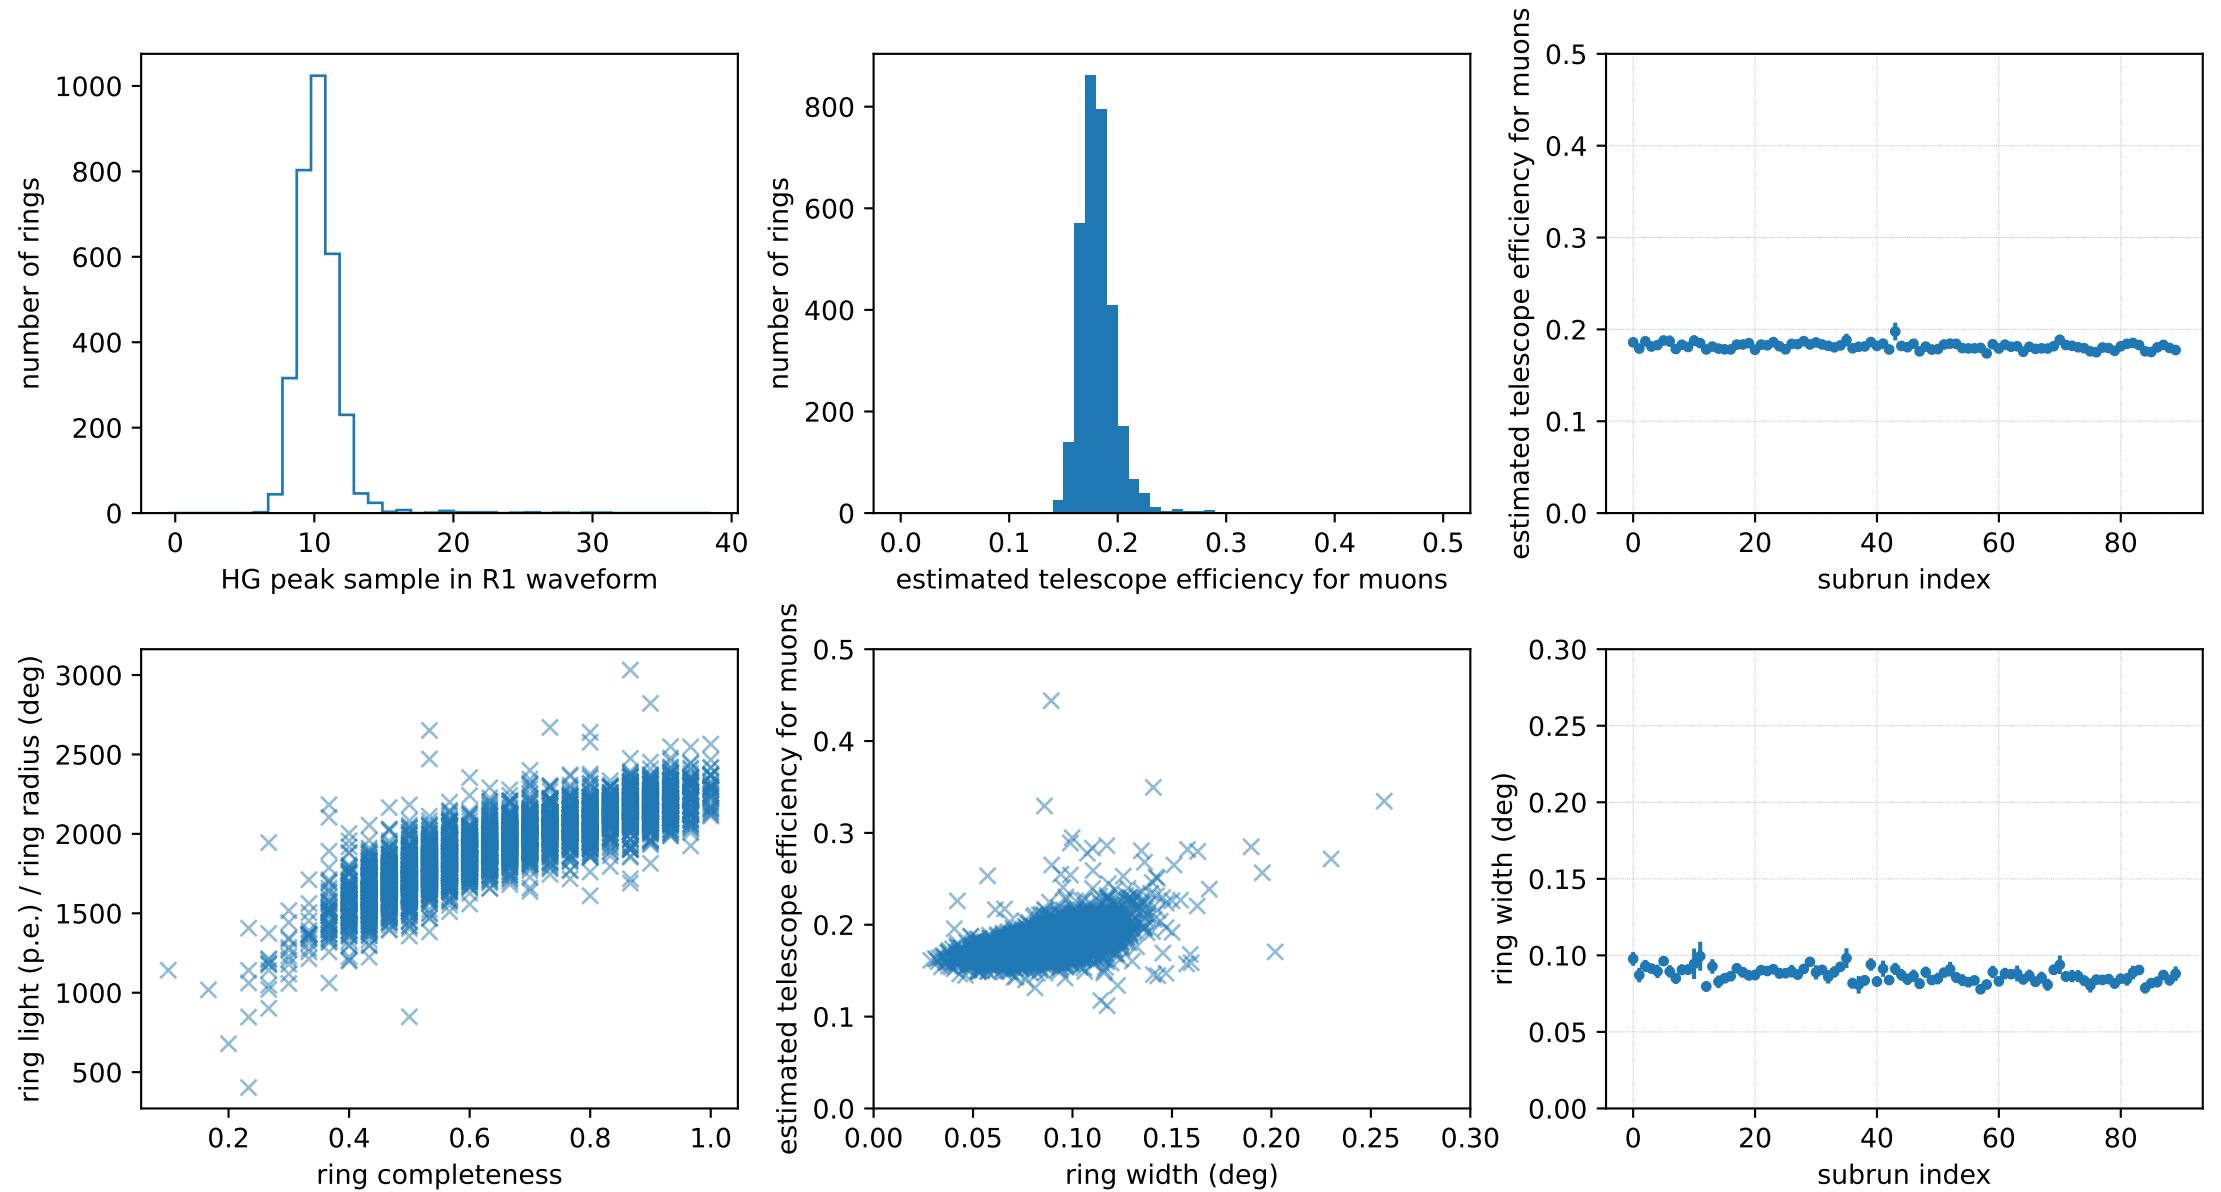 number of rings
1000
800
600
400
200
0
0 10 20 30 40
HG peak sample in R1 waveform
number of rings
800
600
400
200
0
0.0 0.1 0.2 0.3 0.4 0.5
estimated telescope efficiency for muons
estimated telescope efficiency for muons
0.5
0.4
0.3
0.2
0.1
0.0
0 20 40 60 80
subrun index
ring light (p.e.) / ring radius (deg)
3000
2500
2000
1500
1000
500
0.2 0.4 0.6 0.8 1.0
ring completeness
estimated telescope efficiency for muons
0.5
0.4
0.3
0.2
0.1
0.0
0.00 0.05 0.10 0.15 0.20 0.25 0.30
ring width (deg)
ring width (deg)
0.30
0.25
0.20
0.15
0.10
0.05
0.00
0 20 40 60 80
subrun index